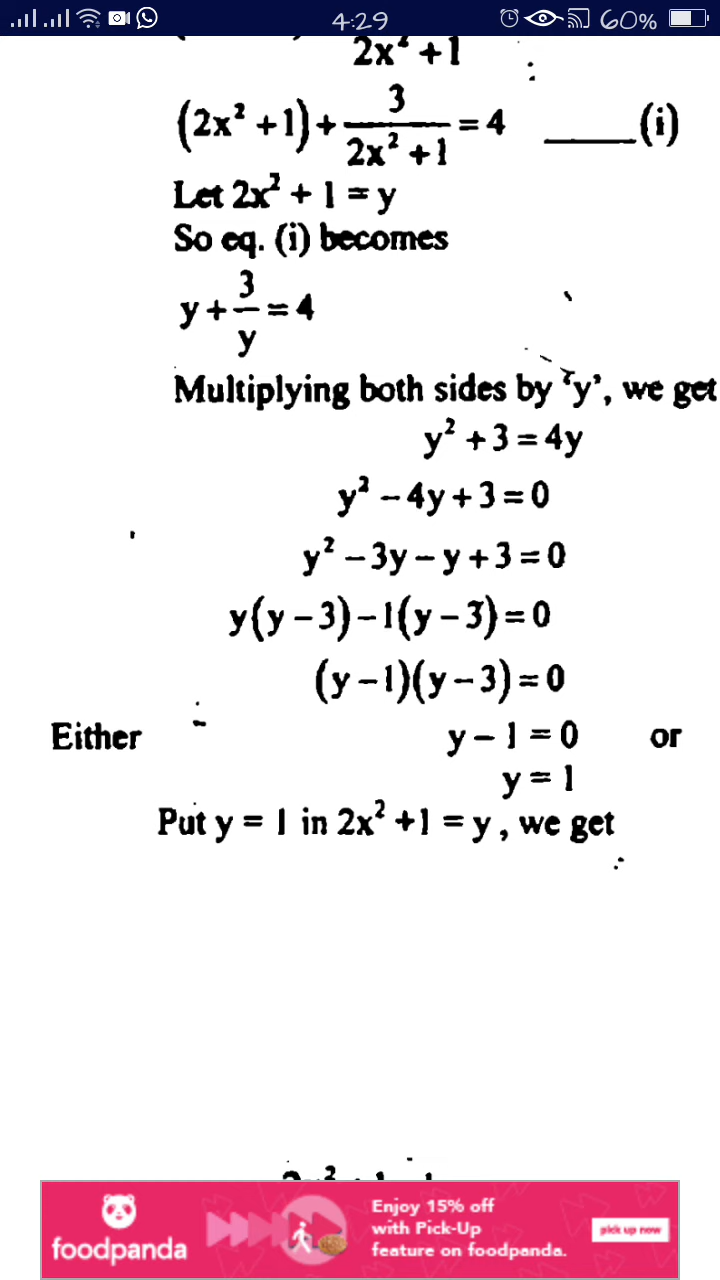 4:29
60%
2x² +1
(2x² +1) + 3/(2x² +1) = 4 _____(i)
Let 2x² + 1 = y
So eq. (i) becomes
y + 3/y = 4
Multiplying both sides by 'y', we get
y² + 3 = 4y
y² − 4y + 3 = 0
y² − 3y − y + 3 = 0
y(y − 3) − 1(y − 3) = 0
(y − 1)(y − 3) = 0
Either y − 1 = 0 or
y = 1
Put y = 1 in 2x² +1 = y , we get
foodpanda
Enjoy 15% off
with Pick-Up
feature on foodpanda.
pick up now